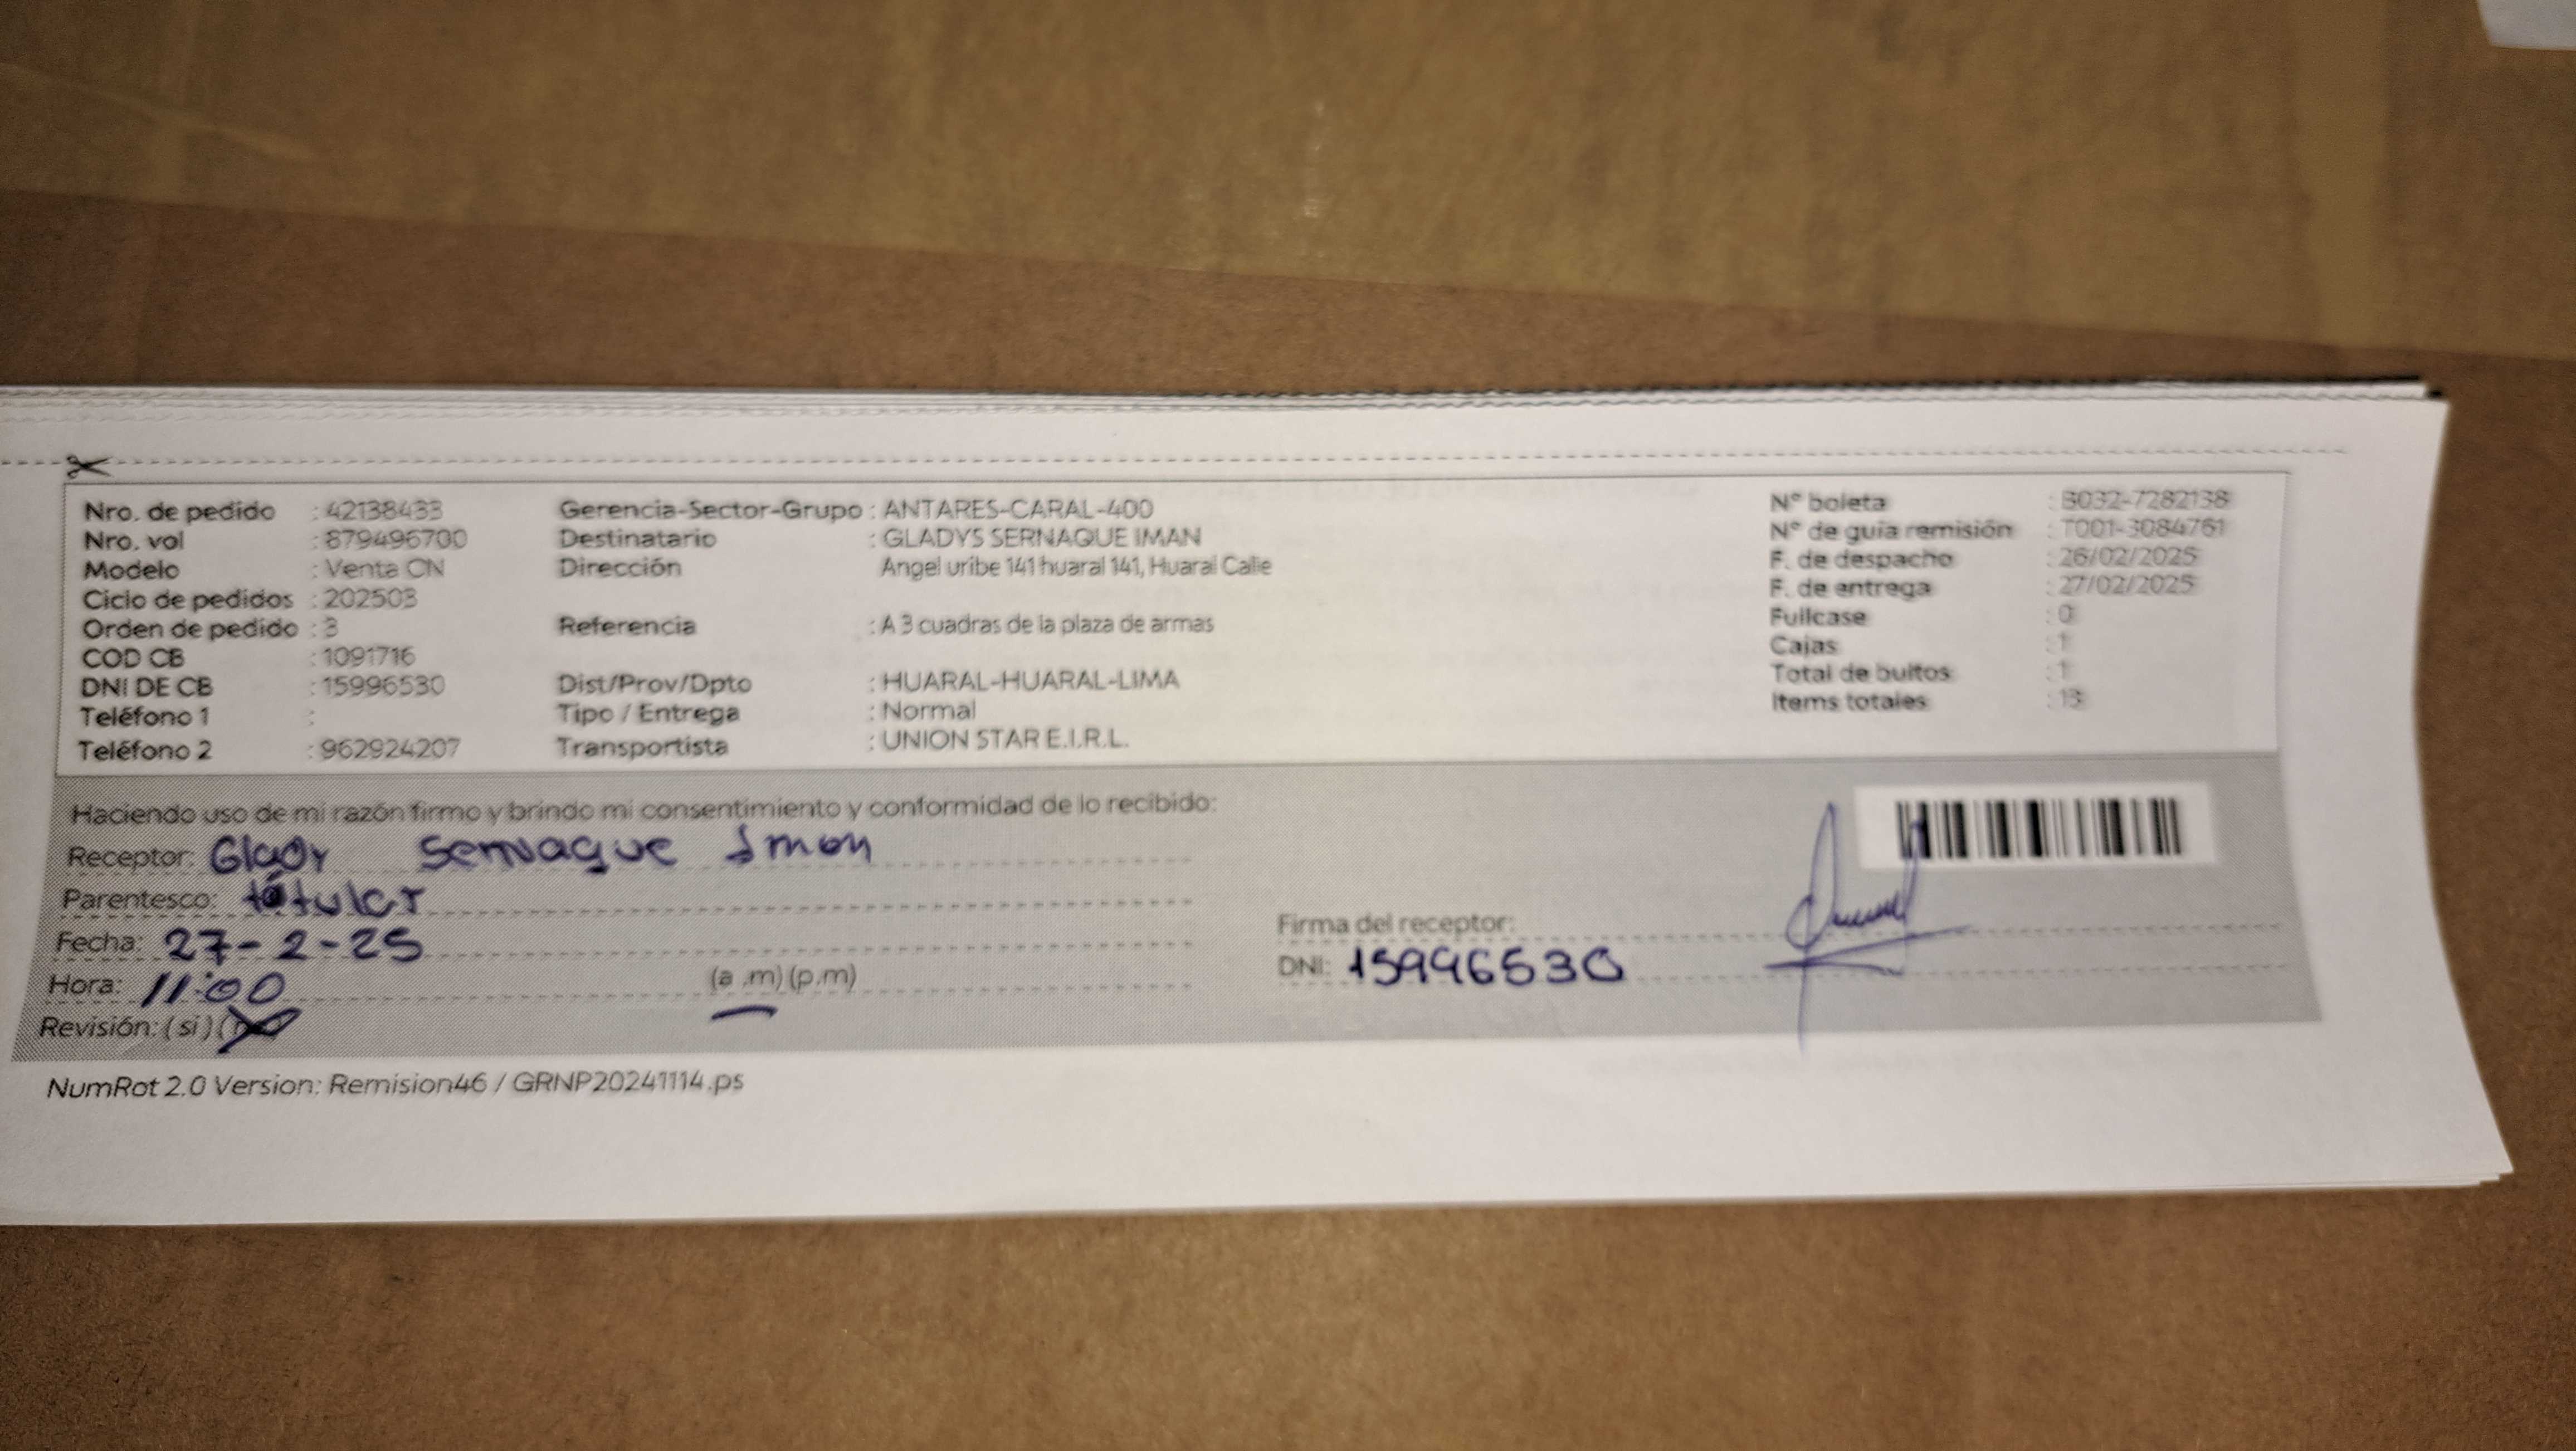 Nro. de pedido : 42138433
Nro. vol : 879496700
Modelo : Venta CN
Ciclo de pedidos : 202503
Orden de pedido : 3
COD CB : 1091716
DNI DE CB : 15996530
Teléfono 1 :
Teléfono 2 : 962924207
Gerencia-Sector-Grupo : ANTARES-CARAL-400
Destinatario : GLADYS SERNAQUE IMAN
Dirección Angel uribe 141 huaral 141, Huaral Calle
Referencia : A 3 cuadras de la plaza de armas
Dist/Prov/Dpto : HUARAL-HUARAL-LIMA
Tipo / Entrega : Normal
Transportista : UNION STAR E.I.R.L.
N° boleta : B032-7282138
N° de guía remisión : T001-3084761
F. de despacho : 26/02/2025
F. de entrega : 27/02/2025
Fullcase : 0
Cajas : 1
Total de bultos : 1
Items totales :
Haciendo uso de mi razón firmo y brindo mi consentimiento y conformidad de lo recibido:
Receptor: Glady Sernaque Iman
Parentesco: titular
Fecha: 27-2-25
Hora: 11:00 (a.m) (p.m)
Revisión: (si) (
Firma del receptor:
DNI: 15996530
NumRot 2.0 Version: Remision46 / GRNP20241114.ps